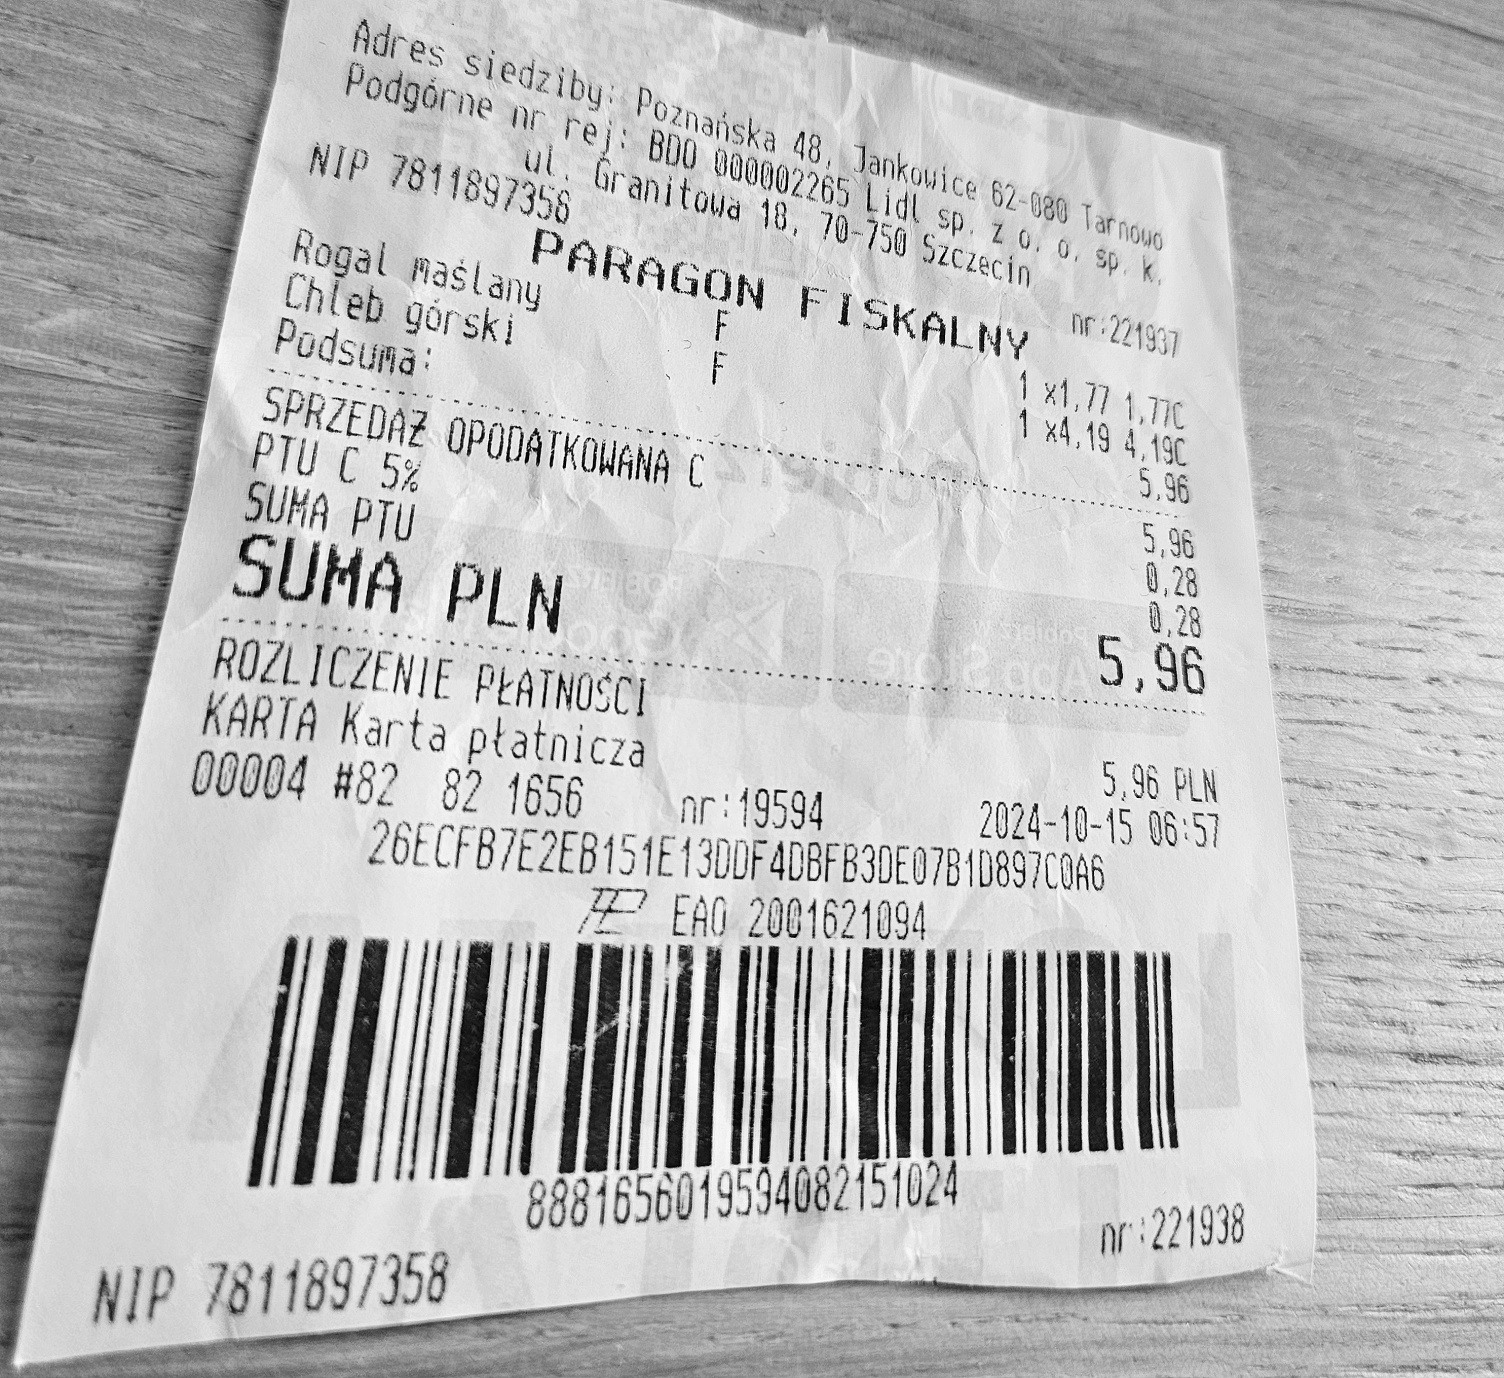 Adres siedziby: Poznańska 48, Jankowice 62-080 Tarnowo
Podgórne nr rej: BDO 000002265 Lidl sp. z o. o. sp. k.
ul. Granitowa 18, 70-750 Szczecin
NIP 7811897358 nr:221937
PARAGON FISKALNY
Rogal maślany F 1 x1,77 1,77C
Chleb górski F 1 x4,19 4,19C
Podsuma: 5,96
SPRZEDAŻ OPODATKOWANA C 5,96
PTU C 5% 0,28
SUMA PTU 0,28
SUMA PLN 5,96
ROZLICZENIE PŁATNOŚCI
KARTA Karta płatnicza 5,96 PLN
00004 #82 82 1656 nr:19594 2024-10-15 06:57
26ECFB7E2EB151E13DDF4DBFB3DE07B1D897C0A6
EAO 2001621094
8881656019594082151024
NIP 7811897358 nr:221938